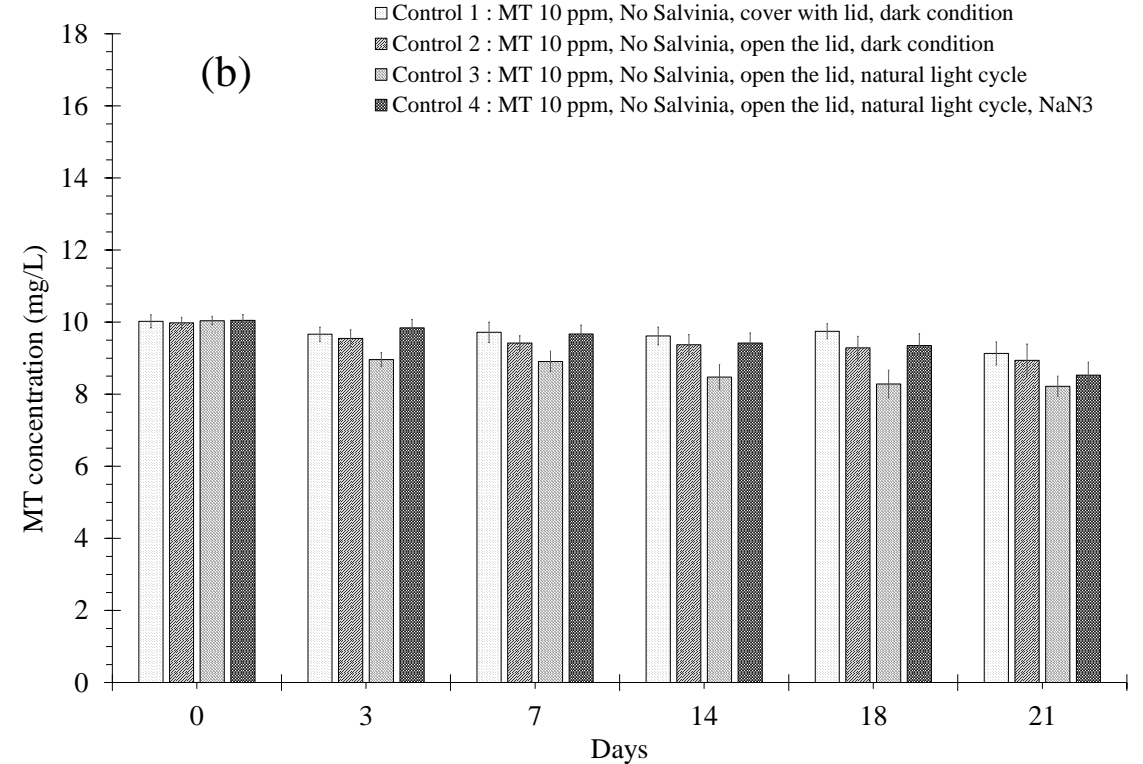 Control 1 : MT 10 ppm, No Salvinia, cover with lid, dark condition
Control 2 : MT 10 ppm, No Salvinia, open the lid, dark condition
Control 3 : MT 10 ppm, No Salvinia, open the lid, natural light cycle
Control 4 : MT 10 ppm, No Salvinia, open the lid, natural light cycle, NaN3
(b)
MT concentration (mg/L)
18
16
14
12
10
8
6
4
2
0
0 3 7 14 18 21
Days